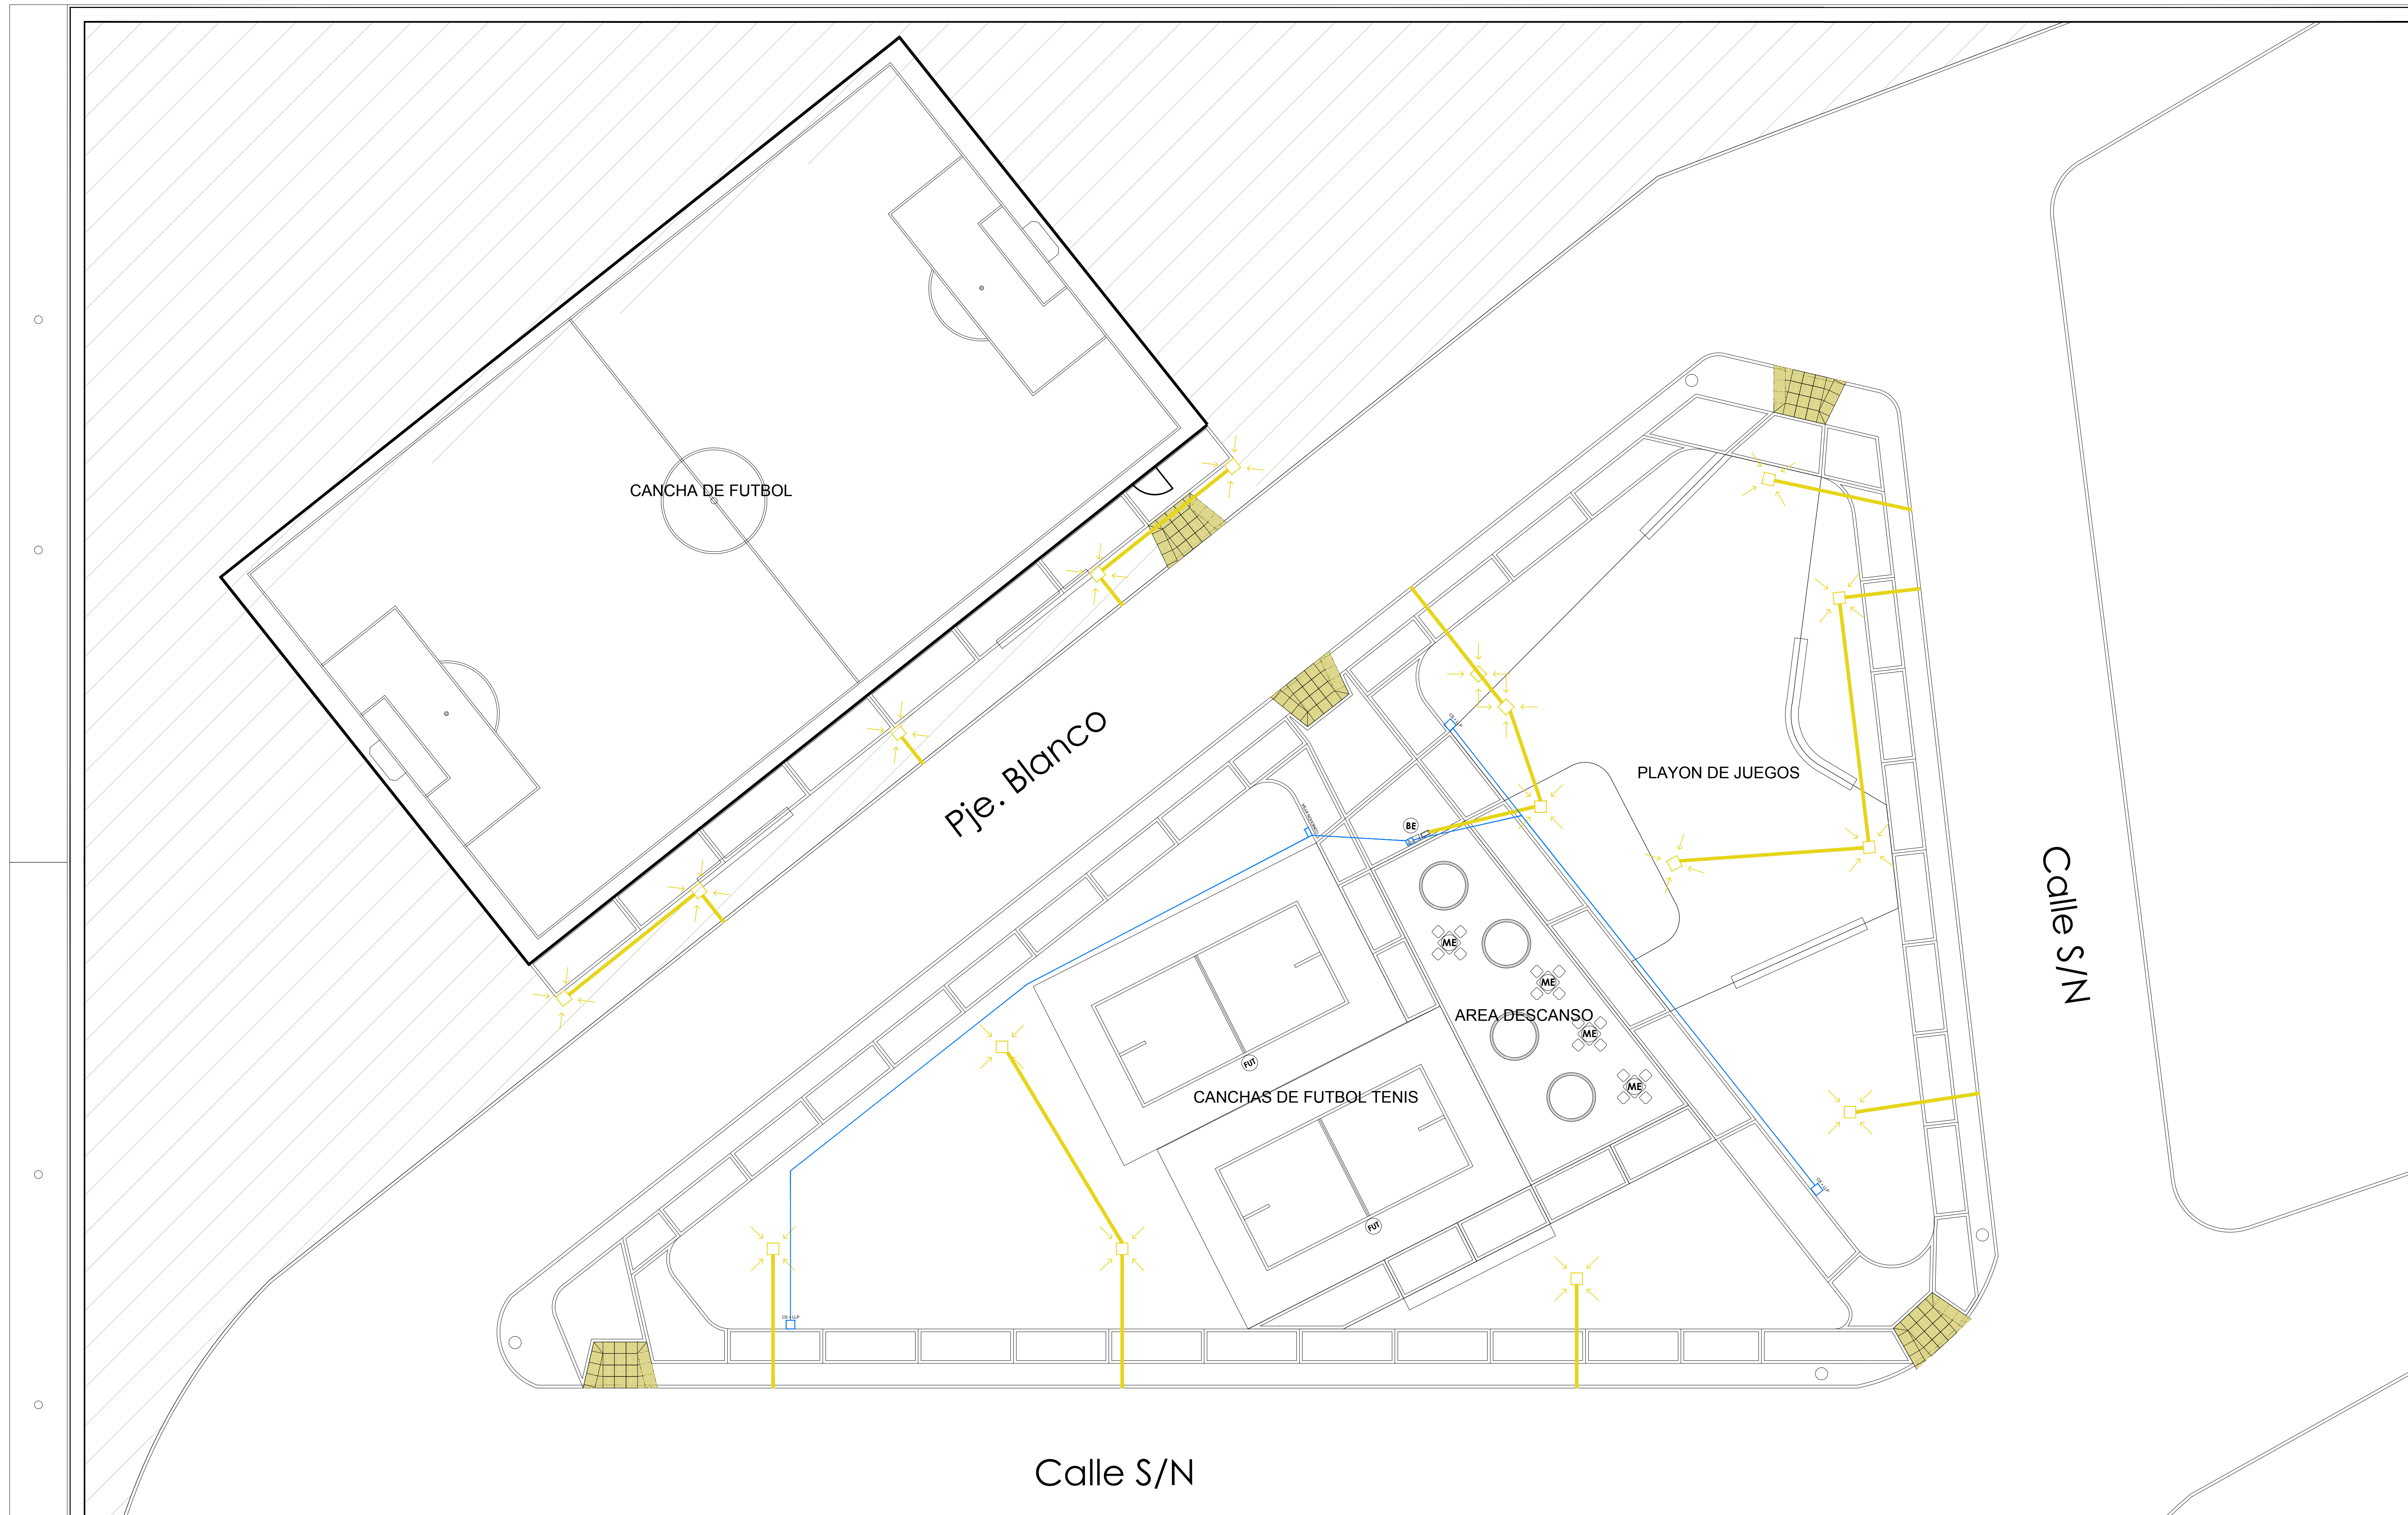 CANCHA DE FUTBOL
Pje. Blanco
PLAYON DE JUEGOS
BE
Calle S/N
ME
ME
AREA DESCANSO
ME
ME
FUT
CANCHAS DE FUTBOL TENIS
FUT
Calle S/N